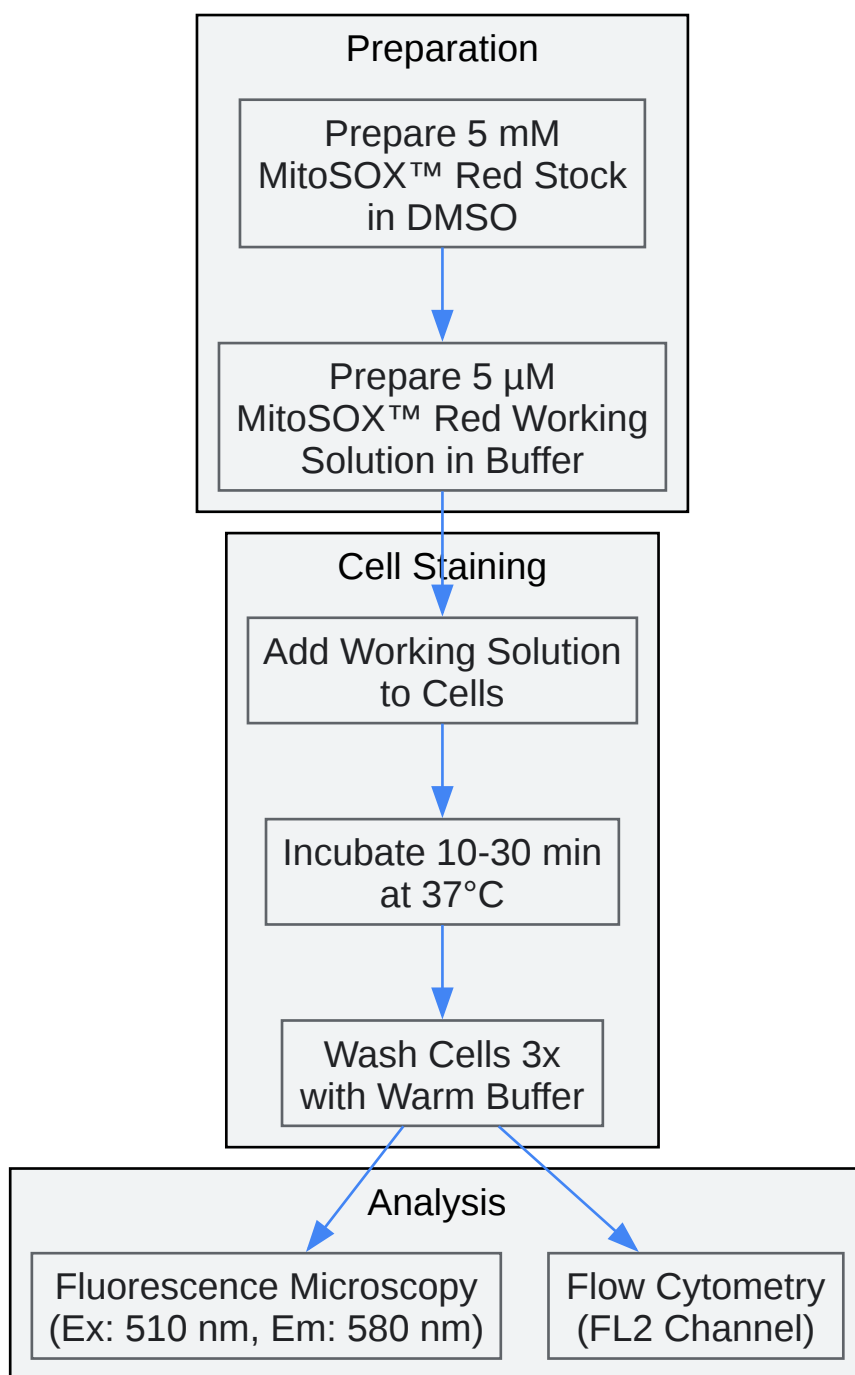 Preparation
Prepare 5 mM
MitoSOX™ Red Stock
in DMSO
Prepare 5 µM
MitoSOX™ Red Working
Solution in Buffer
Cell Staining
Add Working Solution
to Cells
Incubate 10-30 min
at 37°C
Wash Cells 3x
with Warm Buffer
Analysis
Fluorescence Microscopy
(Ex: 510 nm, Em: 580 nm)
Flow Cytometry
(FL2 Channel)